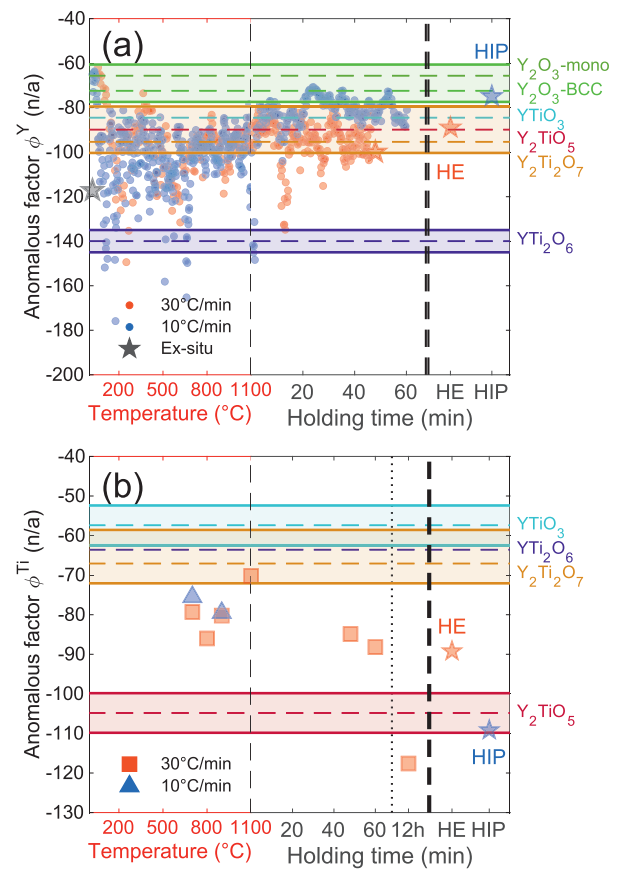 (a)
HIP
HE
-40
-60
-80
-100
-120
-140
-160
-180
-200
Anomalous factor ϕ^Y (n/a)
Y₂O₃-mono
Y₂O₃-BCC
YTiO₃
Y₂TiO₅
Y₂Ti₂O₇
YTi₂O₆
30°C/min
10°C/min
Ex-situ
200 500 800 1100 20 40 60 HE HIP
Temperature (°C) Holding time (min)
(b)
-40
-50
-60
-70
-80
-90
-100
-110
-120
-130
Anomalous factor ϕ^Ti (n/a)
YTiO₃
YTi₂O₆
Y₂Ti₂O₇
HE
Y₂TiO₅
HIP
30°C/min
10°C/min
200 500 800 1100 20 40 60 12h HE HIP
Temperature (°C) Holding time (min)